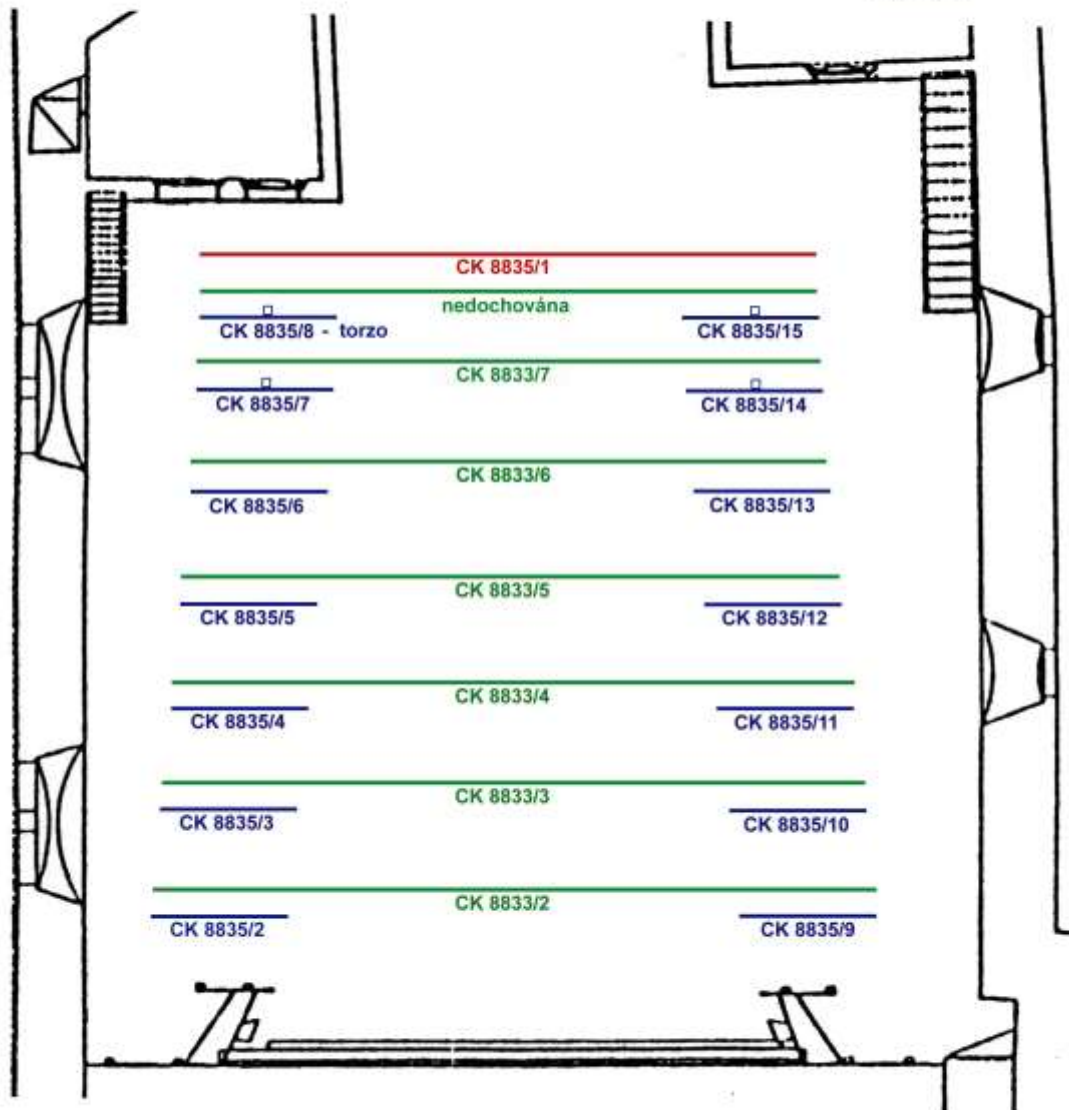 CK 8835/1
nedochována
CK 8835/8 - torzo
CK 8835/15
CK 8833/7
CK 8835/7
CK 8835/14
CK 8833/6
CK 8835/6
CK 8835/13
CK 8833/5
CK 8835/5
CK 8835/12
CK 8833/4
CK 8835/4
CK 8835/11
CK 8833/3
CK 8835/3
CK 8835/10
CK 8833/2
CK 8835/2
CK 8835/9